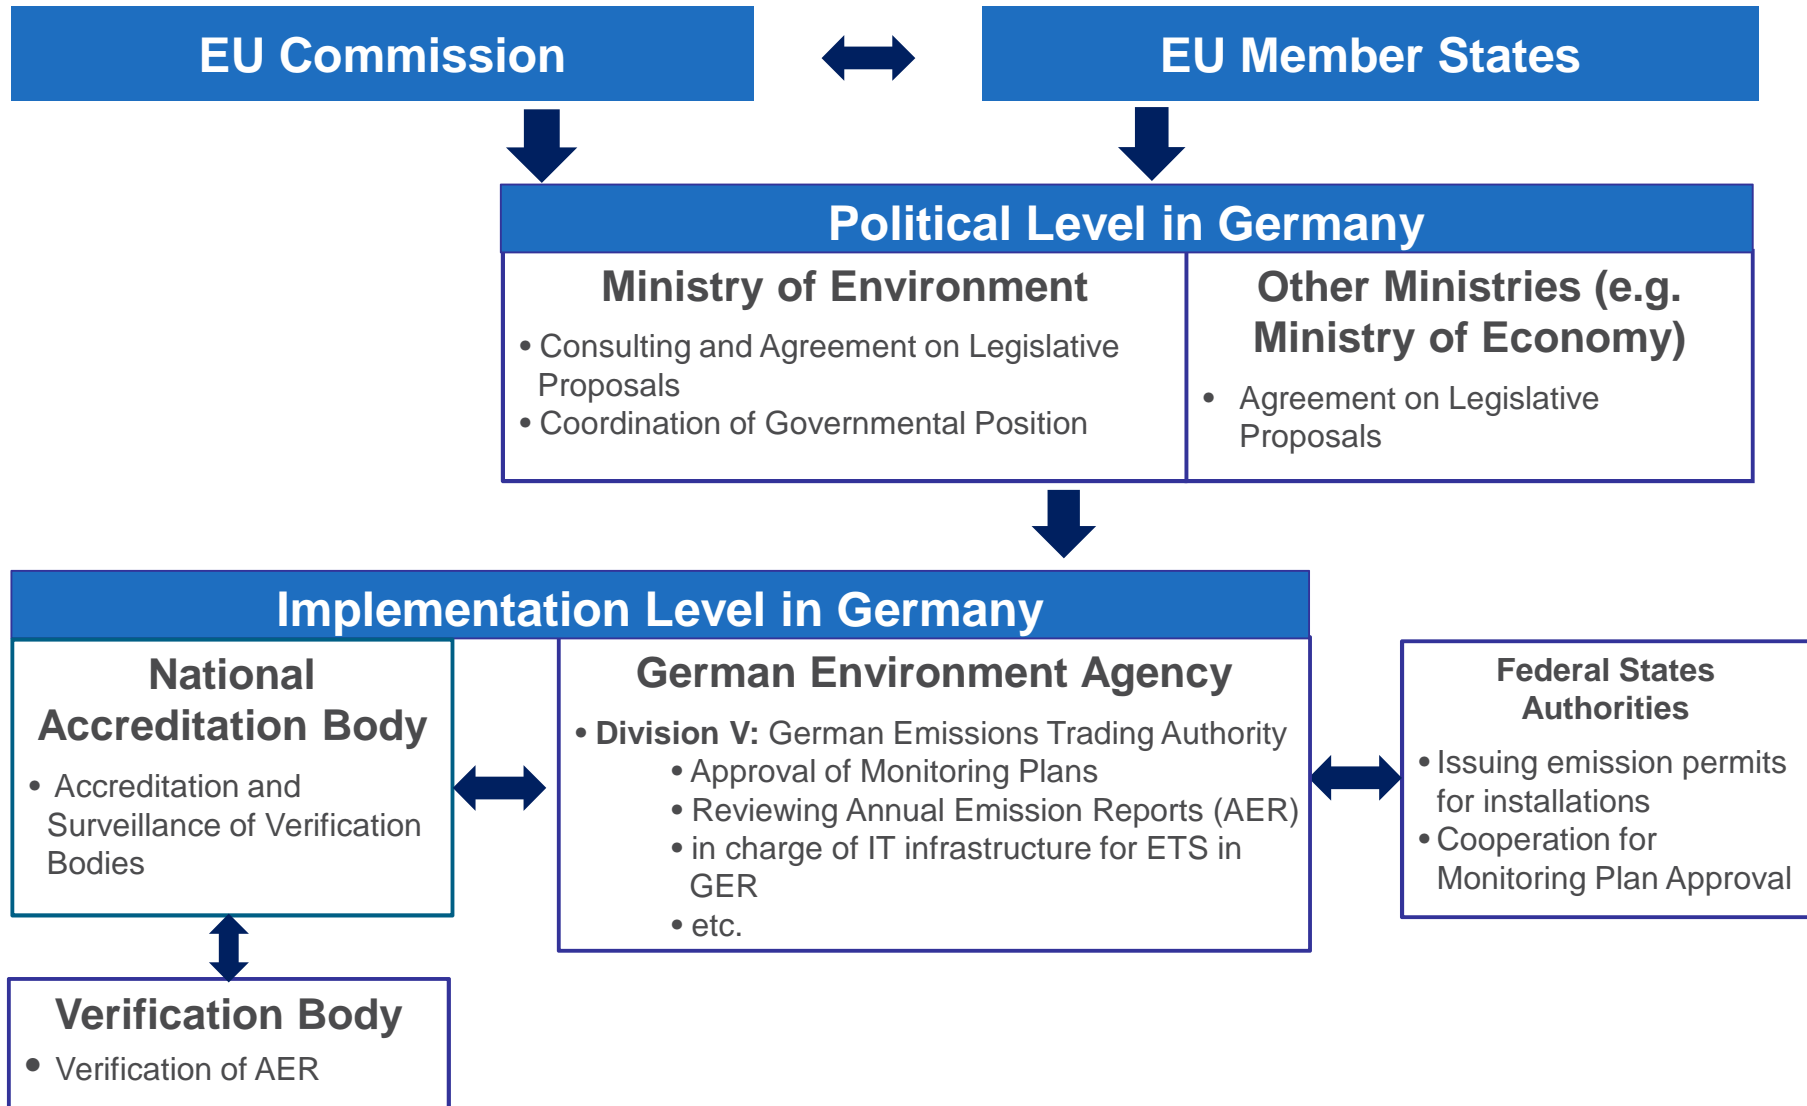 EU Commission
EU Member States
Political Level in Germany
Ministry of Environment
• Consulting and Agreement on Legislative
Proposals
• Coordination of Governmental Position
Other Ministries (e.g.
Ministry of Economy)
• Agreement on Legislative
Proposals
Implementation Level in Germany
National
Accreditation Body
• Accreditation and
Surveillance of Verification
Bodies
German Environment Agency
• Division V: German Emissions Trading Authority
• Approval of Monitoring Plans
• Reviewing Annual Emission Reports (AER)
• in charge of IT infrastructure for ETS in
GER
• etc.
Federal States
Authorities
• Issuing emission permits
for installations
• Cooperation for
Monitoring Plan Approval
Verification Body
• Verification of AER